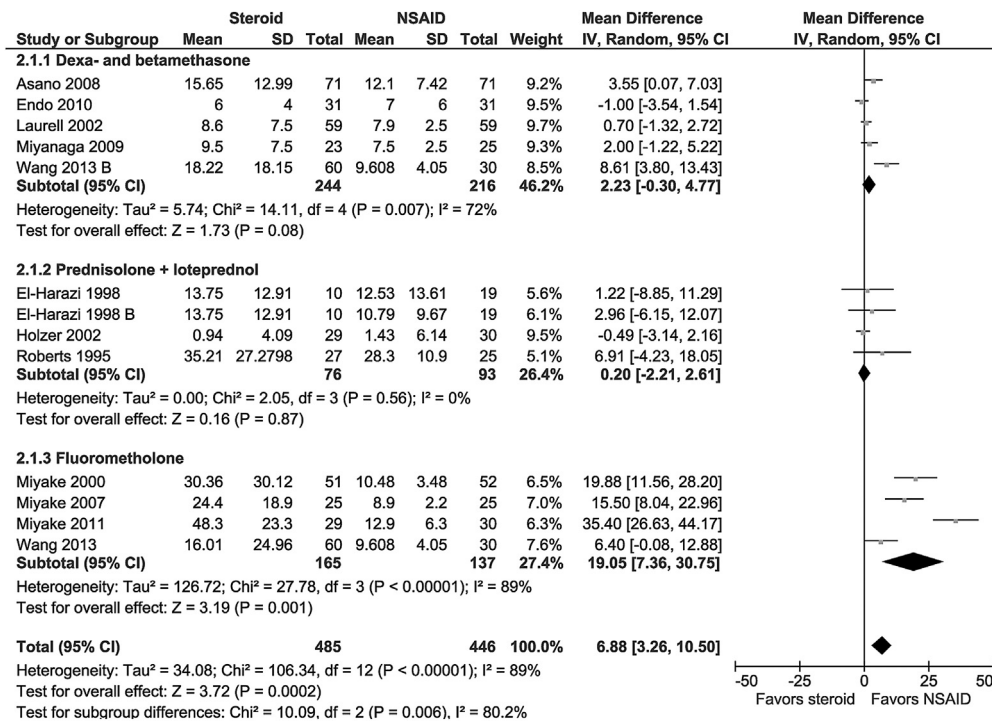 Steroid NSAID Mean Difference Mean Difference
Study or Subgroup Mean SD Total Mean SD Total Weight IV, Random, 95% CI IV, Random, 95% CI
2.1.1 Dexa- and betamethasone
Asano 2008 15.65 12.99 71 12.1 7.42 71 9.2% 3.55 [0.07, 7.03]
Endo 2010 6 4 31 7 6 31 9.5% -1.00 [-3.54, 1.54]
Laurell 2002 8.6 7.5 59 7.9 2.5 59 9.7% 0.70 [-1.32, 2.72]
Miyanaga 2009 9.5 7.5 23 7.5 2.5 25 9.2% 2.00 [-1.22, 5.22]
Wang 2013 B 18.22 18.15 60 9.608 4.05 30 8.5% 8.61 [3.80, 13.43]
Subtotal (95% CI) 244 216 46.2% 2.23 [-0.30, 4.77]
Heterogeneity: Tau² = 5.74; Chi² = 14.11, df = 4 (P = 0.007); I² = 72%
Test for overall effect: Z = 1.73 (P = 0.08)
2.1.2 Prednisolone + loteprednol
El-Harazi 1998 13.75 12.91 10 12.53 13.61 19 5.6% 1.22 [-8.85, 11.29]
El-Harazi 1998 B 13.75 12.91 10 10.79 9.67 19 6.1% 2.96 [-6.15, 12.07]
Holzer 2002 0.94 4.09 29 1.43 6.14 30 9.5% -0.49 [-3.14, 2.16]
Roberts 1995 35.21 27.2798 27 28.3 10.9 25 5.1% 6.91 [-4.23, 18.05]
Subtotal (95% CI) 76 93 26.4% 0.20 [-2.21, 2.61]
Heterogeneity: Tau² = 0.00; Chi² = 2.05, df = 3 (P = 0.56); I² = 0%
Test for overall effect: Z = 0.16 (P = 0.87)
2.1.3 Fluorometholone
Miyake 2000 30.36 30.12 51 10.48 3.48 52 6.5% 19.88 [11.56, 28.20]
Miyake 2007 24.4 18.9 25 8.9 2.2 25 7.0% 15.50 [8.04, 22.96]
Miyake 2011 48.3 23.3 29 12.9 6.3 30 6.3% 35.40 [26.63, 44.17]
Wang 2013 16.01 24.96 60 9.608 4.05 30 7.6% 6.40 [-0.08, 12.88]
Subtotal (95% CI) 165 137 27.4% 19.05 [7.36, 30.75]
Heterogeneity: Tau² = 126.72; Chi² = 27.78, df = 3 (P < 0.00001); I² = 89%
Test for overall effect: Z = 3.19 (P = 0.001)
Total (95% CI) 485 446 100.0% 6.88 [3.26, 10.50]
Heterogeneity: Tau² = 34.08; Chi² = 106.34, df = 12 (P < 0.00001); I² = 89%
Test for overall effect: Z = 3.72 (P = 0.0002)
Test for subgroup differences: Chi² = 10.09, df = 2 (P = 0.006), I² = 80.2%
-50 -25 0 25 50
Favors steroid Favors NSAID